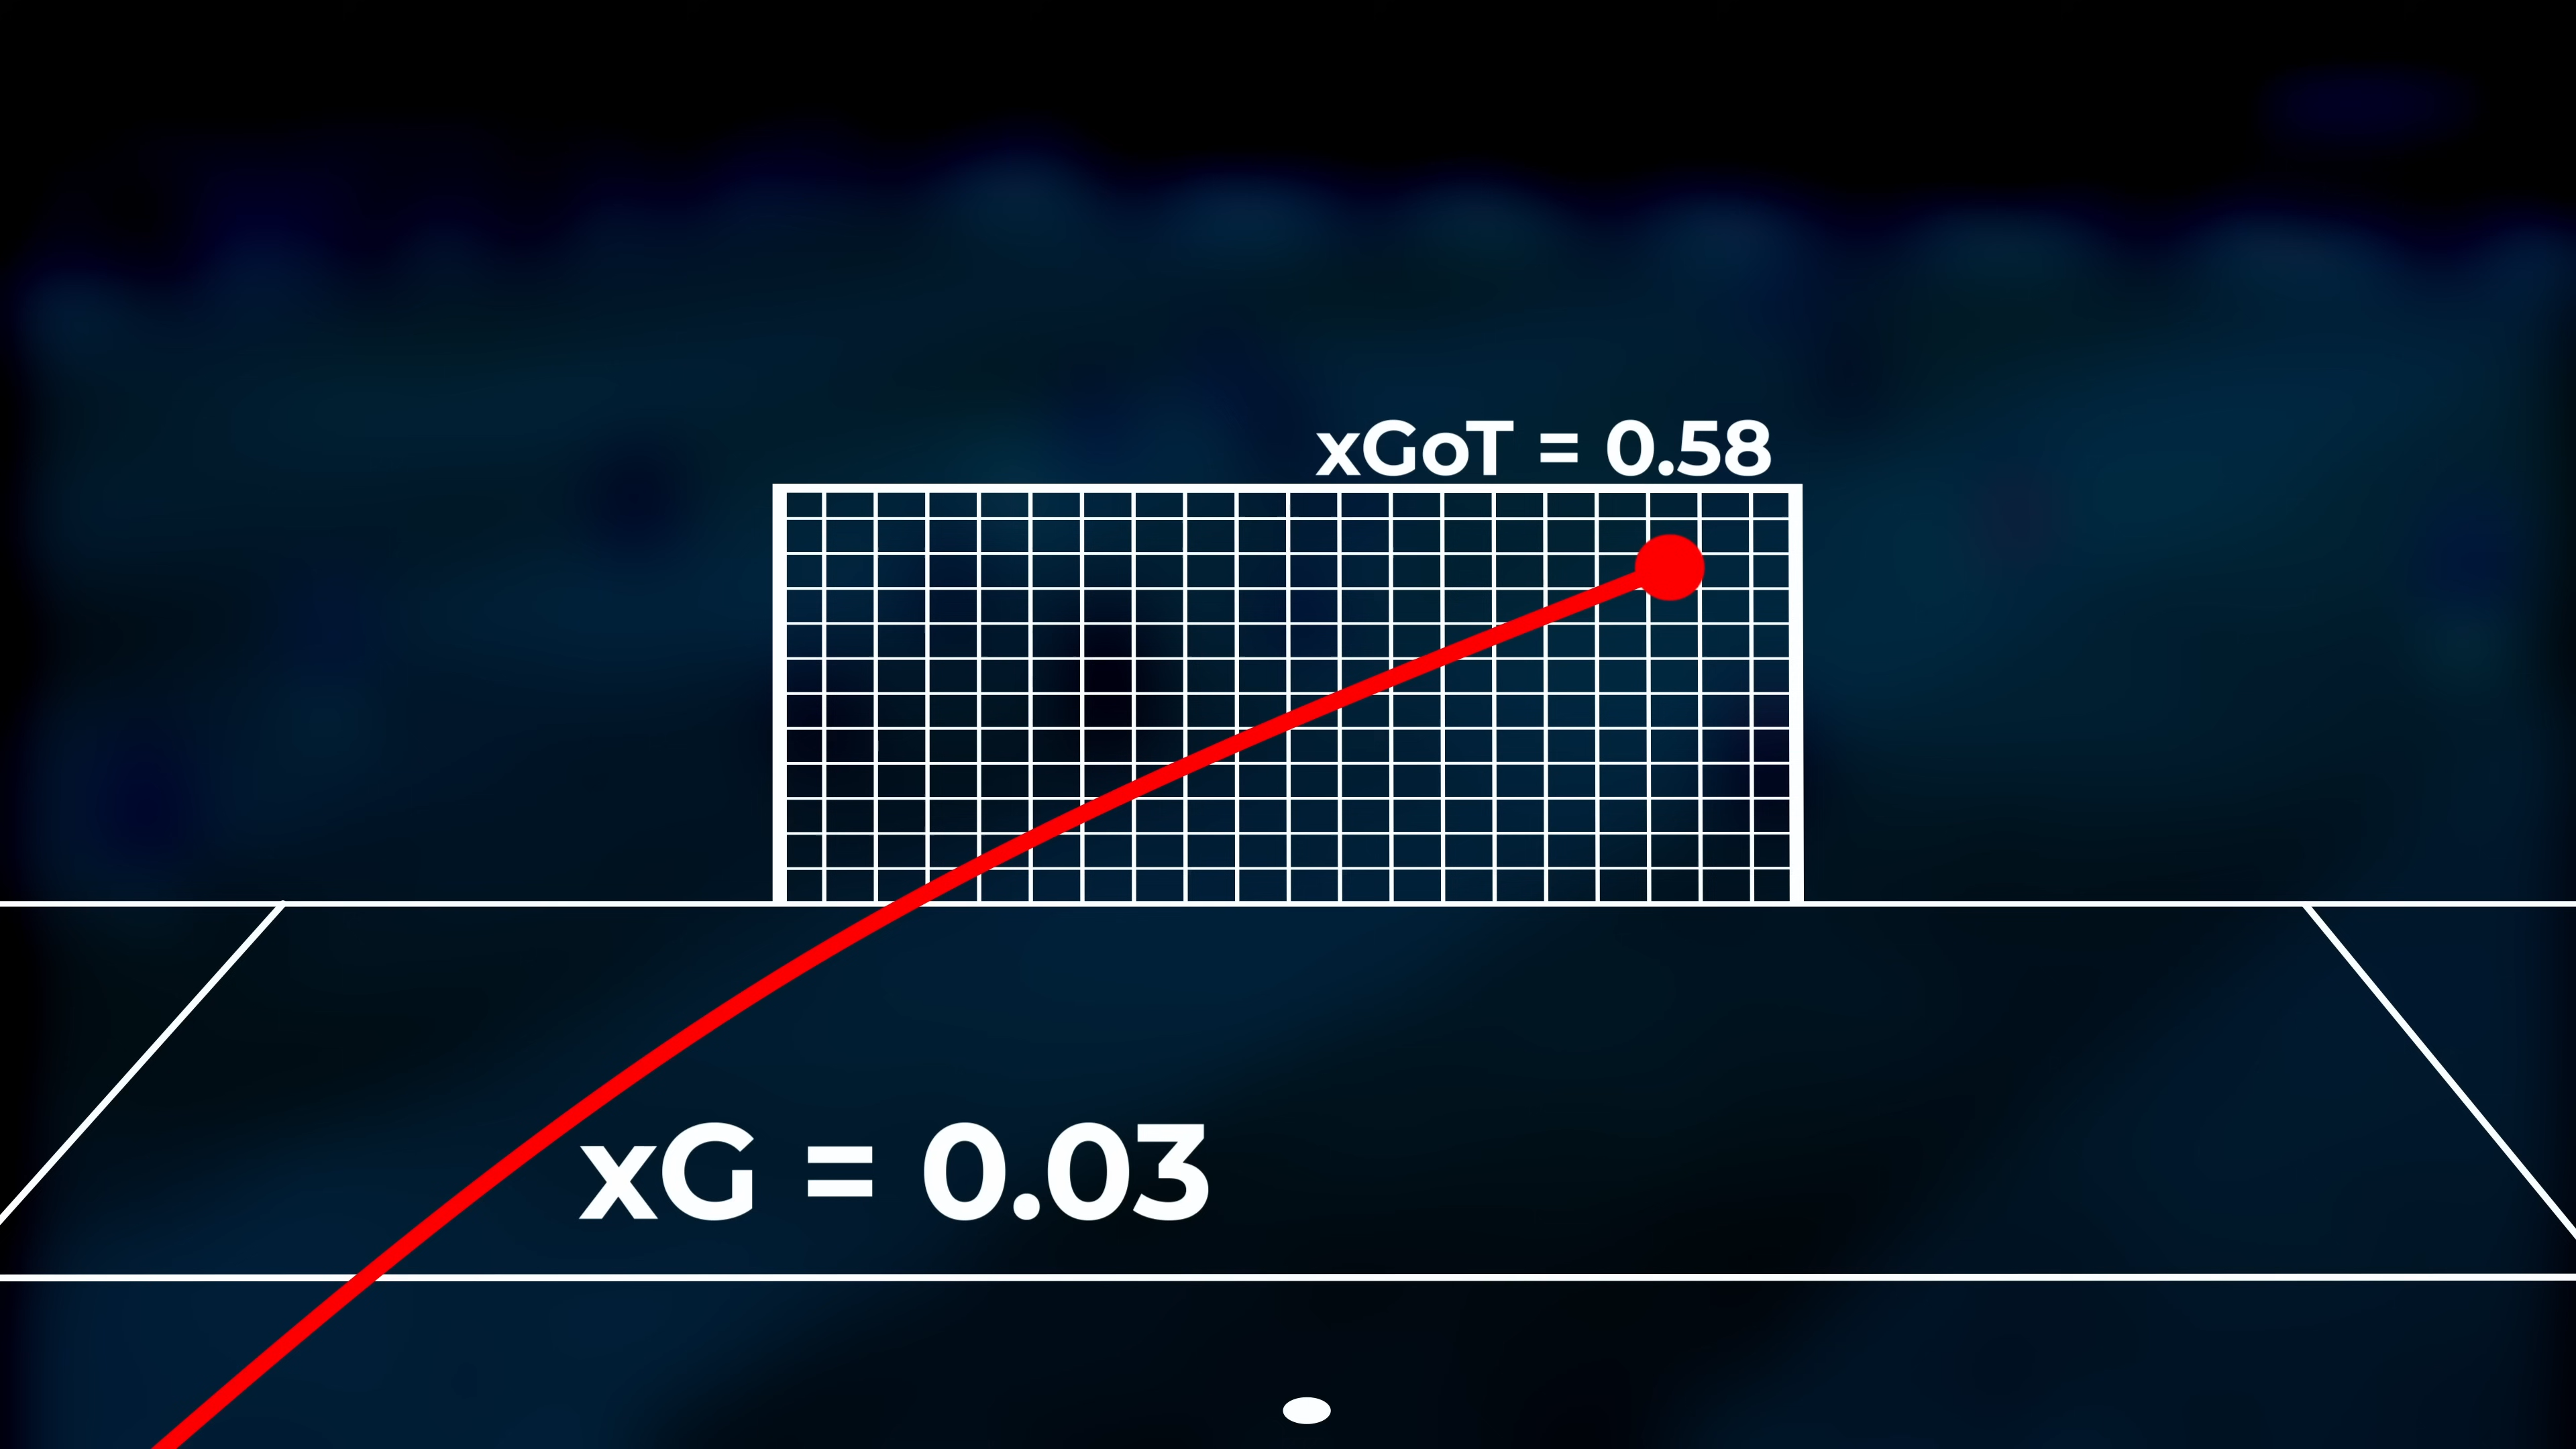 xGoT = 0.58
xG = 0.03